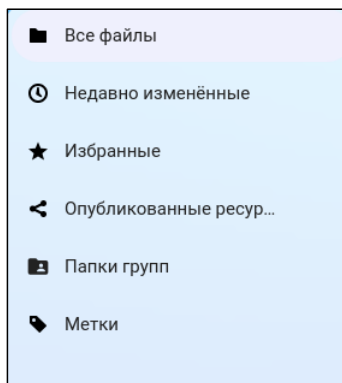 Все файлы
Недавно изменённые
Избранные
Опубликованные ресур...
Папки групп
Метки